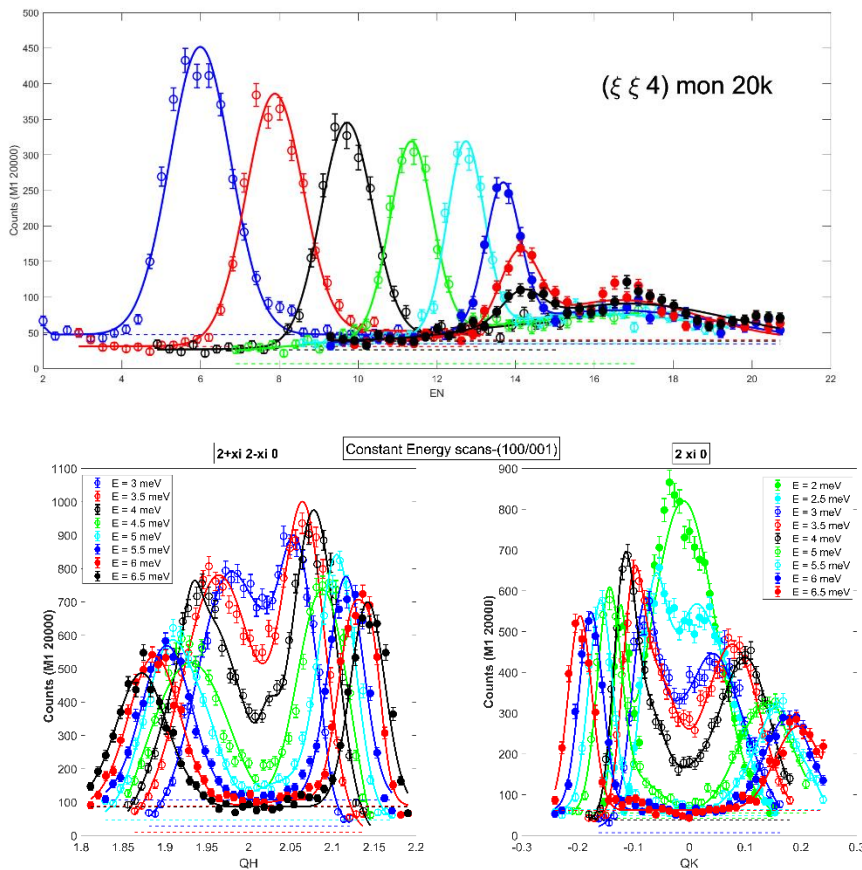 500
450
400
350
300
250
200
150
100
50
0
Counts (M1 20000)
(ξ ξ 4) mon 20k
2 4 6 8 10 12 14 16 18 20 22
EN
Constant Energy scans-(100/001)
2+xi 2-xi 0
1100
1000
900
800
700
600
500
400
300
200
100
0
Counts (M1 20000)
E = 3 meV
E = 3.5 meV
E = 4 meV
E = 4.5 meV
E = 5 meV
E = 5.5 meV
E = 6 meV
E = 6.5 meV
1.8 1.85 1.9 1.95 2 2.05 2.1 2.15 2.2
QH
2 xi 0
900
800
700
600
500
400
300
200
100
0
Counts (M1 20000)
E = 2 meV
E = 2.5 meV
E = 3 meV
E = 3.5 meV
E = 4 meV
E = 5 meV
E = 5.5 meV
E = 6 meV
E = 6.5 meV
-0.3 -0.2 -0.1 0 0.1 0.2 0.3
QK